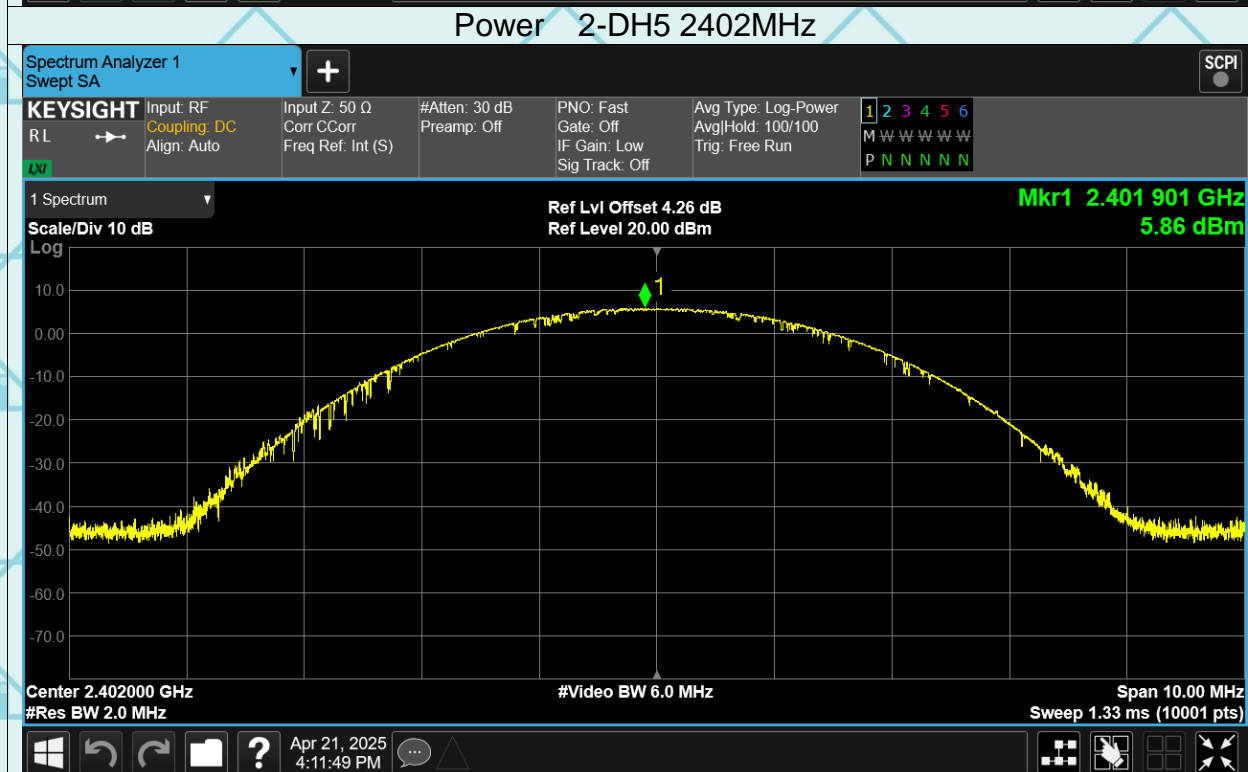 Power 2-DH5 2402MHz
Spectrum Analyzer 1
Swept SA
SCPI
KEYSIGHT
RL
LXI
Input: RF
Coupling: DC
Align: Auto
Input Z: 50 Ω
Corr CCorr
Freq Ref: Int (S)
#Atten: 30 dB
Preamp: Off
PNO: Fast
Gate: Off
IF Gain: Low
Sig Track: Off
Avg Type: Log-Power
Avg|Hold: 100/100
Trig: Free Run
1 2 3 4 5 6
M W W W W W
P N N N N N
1 Spectrum
Scale/Div 10 dB
Log
Ref Lvl Offset 4.26 dB
Ref Level 20.00 dBm
Mkr1 2.401 901 GHz
5.86 dBm
1
10.0
0.00
-10.0
-20.0
-30.0
-40.0
-50.0
-60.0
-70.0
Center 2.402000 GHz
#Res BW 2.0 MHz
#Video BW 6.0 MHz
Span 10.00 MHz
Sweep 1.33 ms (10001 pts)
?
Apr 21, 2025
4:11:49 PM